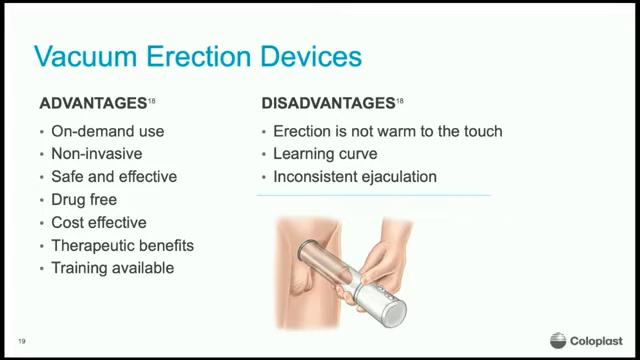 Vacuum Erection Devices
ADVANTAGES18
• On-demand use
• Non-invasive
• Safe and effective
• Drug free
• Cost effective
• Therapeutic benefits
• Training available
DISADVANTAGES18
• Erection is not warm to the touch
• Learning curve
• Inconsistent ejaculation
19
Coloplast